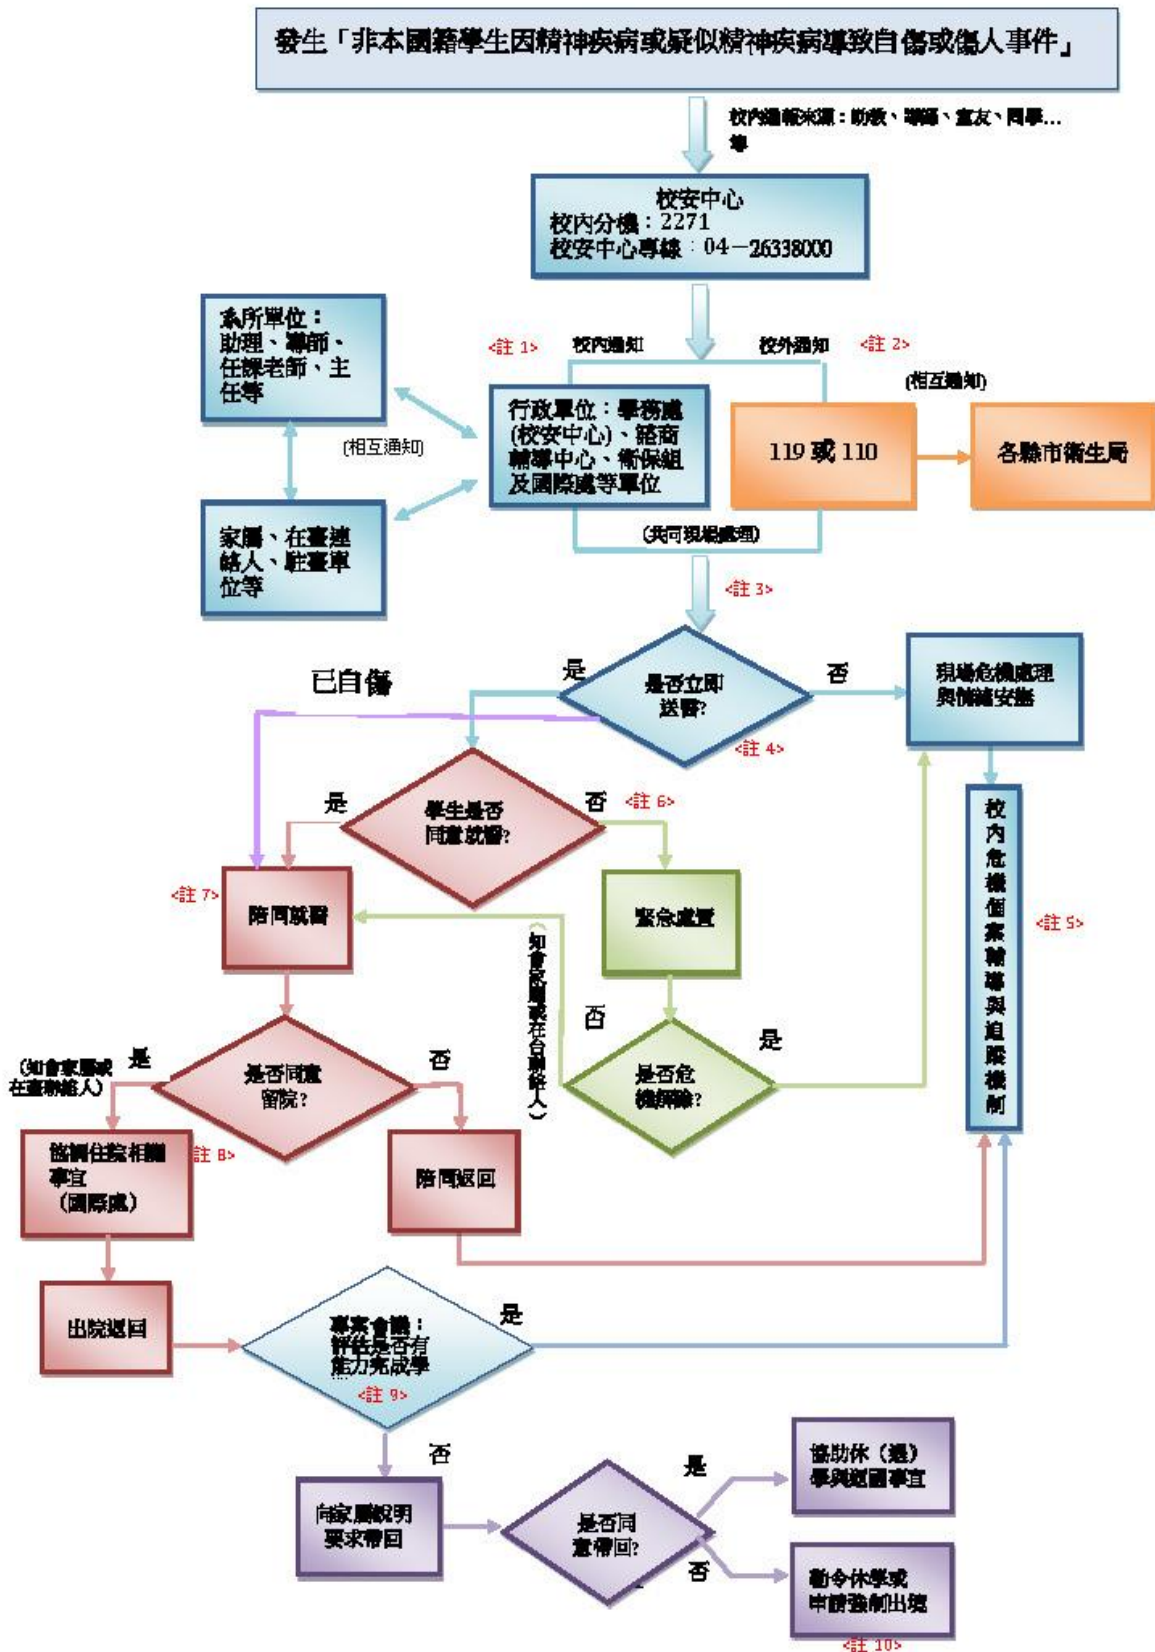 發生「非本國籍學生因精神疾病或疑似精神疾病導致自傷或傷人事件」
校內通報來源：助教、導師、室友、同學…
等
校安中心
校內分機：2271
校安中心專線：04－26338000
系所單位：
助理、導師、
任課老師、主
任等
<註 1>
校內通知
校外通知
<註 2>
(相互通知)
行政單位：學務處
(校安中心)、諮商
輔導中心、衛保組
及國際處等單位
119 或 110
各縣市衛生局
(相互通知)
家屬、在臺連
絡人、駐臺單
位等
(共同現場處理)
<註 3>
已自傷
是
是否立即
送醫?
否
現場危機處理
與情緒安撫
<註 4>
是
學生是否
同意就醫?
否
<註 6>
校內危機個案輔導與追蹤機制
<註 5>
<註 7>
陪同就醫
緊急處置
(知會家屬或在台聯絡人)
否
是否危
機解除?
是
(知會家屬或
在臺聯絡人)
是
是否同意
留院?
否
協調住院相關
事宜
（國際處）
註 8>
陪同返回
出院返回
專案會議：
評估是否有
能力完成學
<註 9>
是
否
向家屬說明
要求帶回
是否同
意帶回?
是
協助休（退）
學與返國事宜
否
勒令休學或
申請強制出境
<註 10>